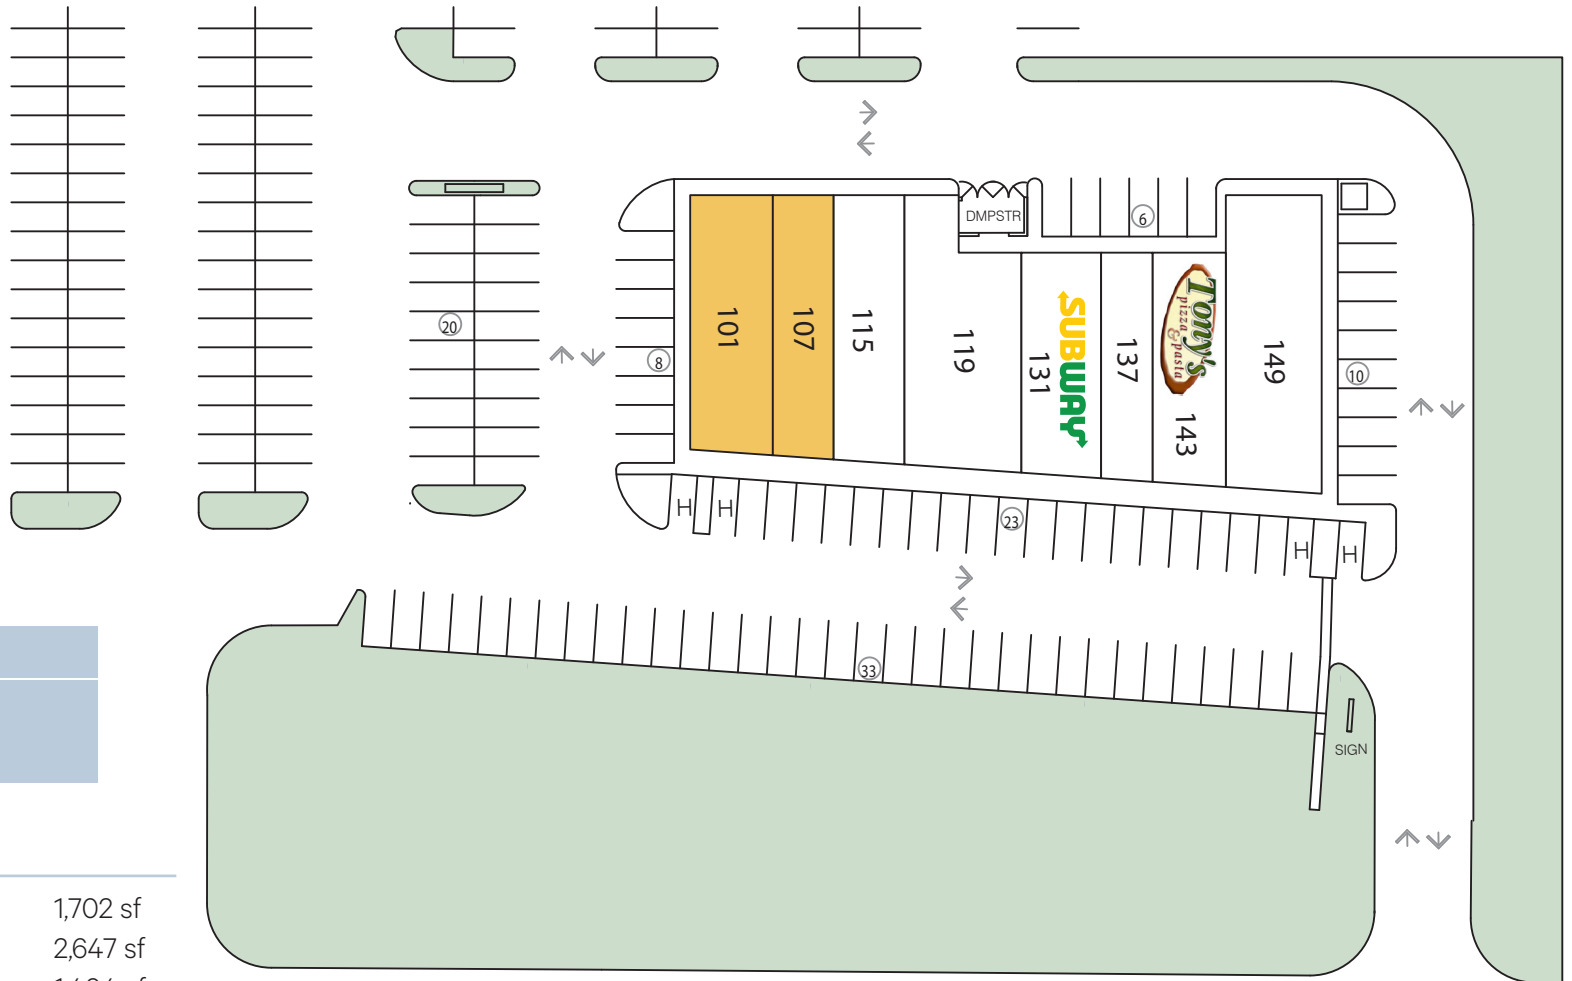 DMPSTR
6
20
8
101
107
115
119
131
SUBWAY
137
Tony's
pizza & pasta
143
149
10
H
H
23
H
H
33
SIGN
1,702 sf
2,647 sf